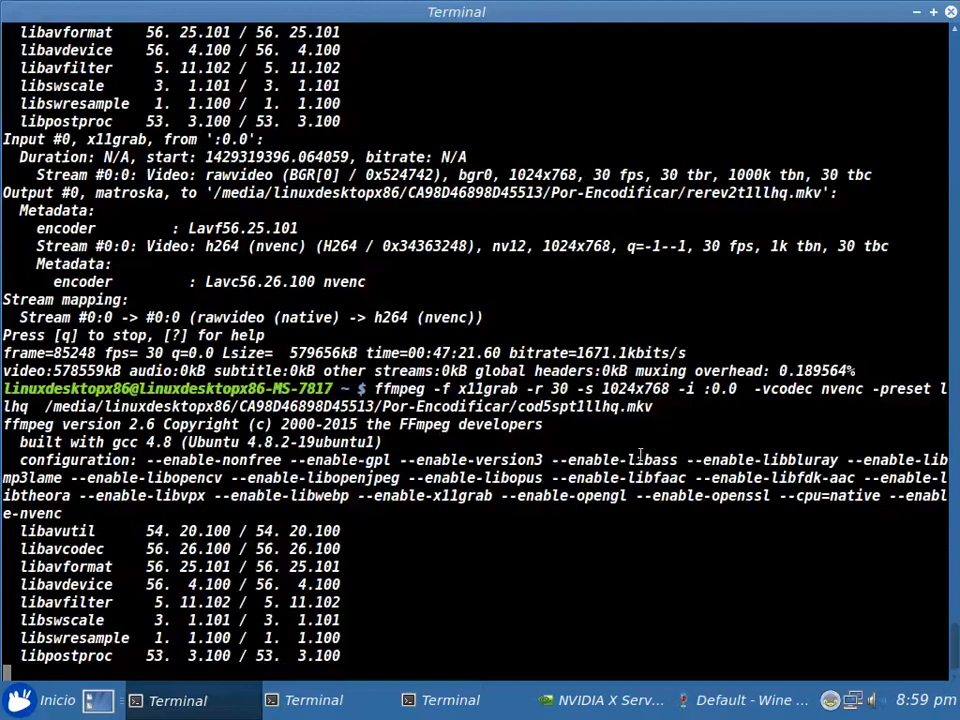 Terminal
libavformat    56. 25.101 / 56. 25.101
libavdevice    56.  4.100 / 56.  4.100
libavfilter     5. 11.102 /  5. 11.102
libswscale      3.  1.101 /  3.  1.101
libswresample   1.  1.100 /  1.  1.100
libpostproc    53.  3.100 / 53.  3.100
Input #0, x11grab, from ':0.0':
Duration: N/A, start: 1429319396.064059, bitrate: N/A
Stream #0:0: Video: rawvideo (BGR[0] / 0x524742), bgr0, 1024x768, 30 fps, 30 tbr, 1000k tbn, 30 tbc
Output #0, matroska, to '/media/linuxdesktopx86/CA98D46898D45513/Por-Encodificar/rerev2t1llhq.mkv':
Metadata:
encoder         : Lavf56.25.101
Stream #0:0: Video: h264 (nvenc) (H264 / 0x34363248), nv12, 1024x768, q=-1--1, 30 fps, 1k tbn, 30 tbc
Metadata:
encoder         : Lavc56.26.100 nvenc
Stream mapping:
Stream #0:0 -> #0:0 (rawvideo (native) -> h264 (nvenc))
Press [q] to stop, [?] for help
frame=85248 fps= 30 q=0.0 Lsize=  579656kB time=00:47:21.60 bitrate=1671.1kbits/s
video:578559kB audio:0kB subtitle:0kB other streams:0kB global headers:0kB muxing overhead: 0.189564%
linuxdesktopx86@linuxdesktopx86-MS-7817 ~ $ ffmpeg -f x11grab -r 30 -s 1024x768 -i :0.0  -vcodec nvenc -preset l
lhq  /media/linuxdesktopx86/CA98D46898D45513/Por-Encodificar/cod5spt1llhq.mkv
ffmpeg version 2.6 Copyright (c) 2000-2015 the FFmpeg developers
built with gcc 4.8 (Ubuntu 4.8.2-19ubuntu1)
configuration: --enable-nonfree --enable-gpl --enable-version3 --enable-libass --enable-libbluray --enable-lib
mp3lame --enable-libopencv --enable-libopenjpeg --enable-libopus --enable-libfaac --enable-libfdk-aac --enable-l
ibtheora --enable-libvpx --enable-libwebp --enable-x11grab --enable-opengl --enable-openssl --cpu=native --enabl
e-nvenc
libavutil      54. 20.100 / 54. 20.100
libavcodec     56. 26.100 / 56. 26.100
libavformat    56. 25.101 / 56. 25.101
libavdevice    56.  4.100 / 56.  4.100
libavfilter     5. 11.102 /  5. 11.102
libswscale      3.  1.101 /  3.  1.101
libswresample   1.  1.100 /  1.  1.100
libpostproc    53.  3.100 / 53.  3.100
Inicio Terminal Terminal Terminal NVIDIA X Serv... Default - Wine ... 8:59 pm